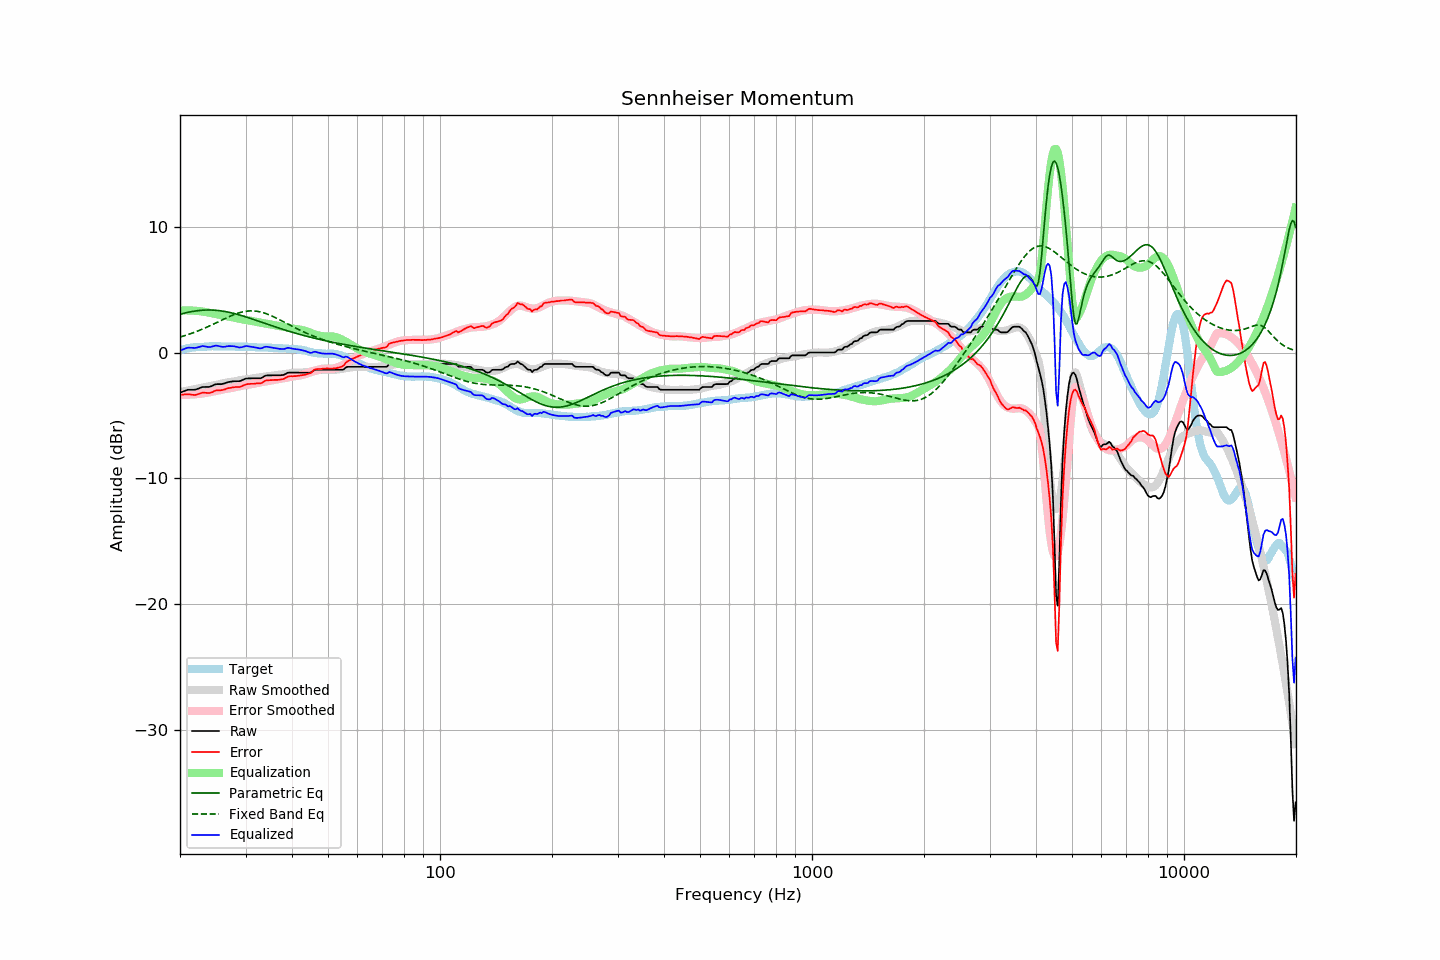 Sennheiser Momentum
10
0
−10
−20
−30
Amplitude (dBr)
Target
Raw Smoothed
Error Smoothed
Raw
Error
Equalization
Parametric Eq
Fixed Band Eq
Equalized
100
1000
10000
Frequency (Hz)